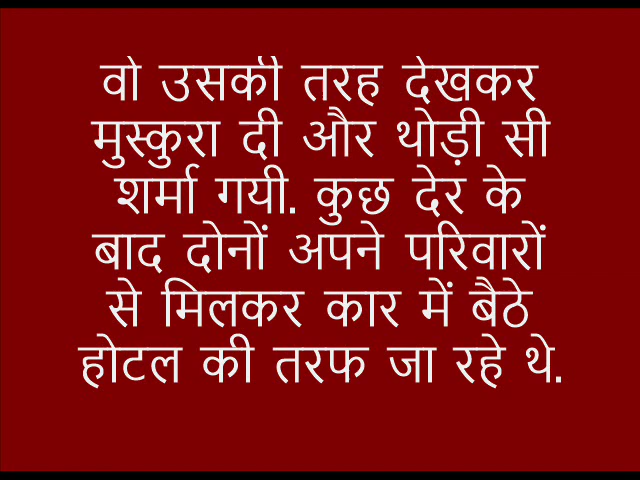 वो उसकी तरह देखकर
मुस्कुरा दी और थोड़ी सी
शर्मा गयी. कुछ देर के
बाद दोनों अपने परिवारों
से मिलकर कार में बैठे
होटल की तरफ जा रहे थे.